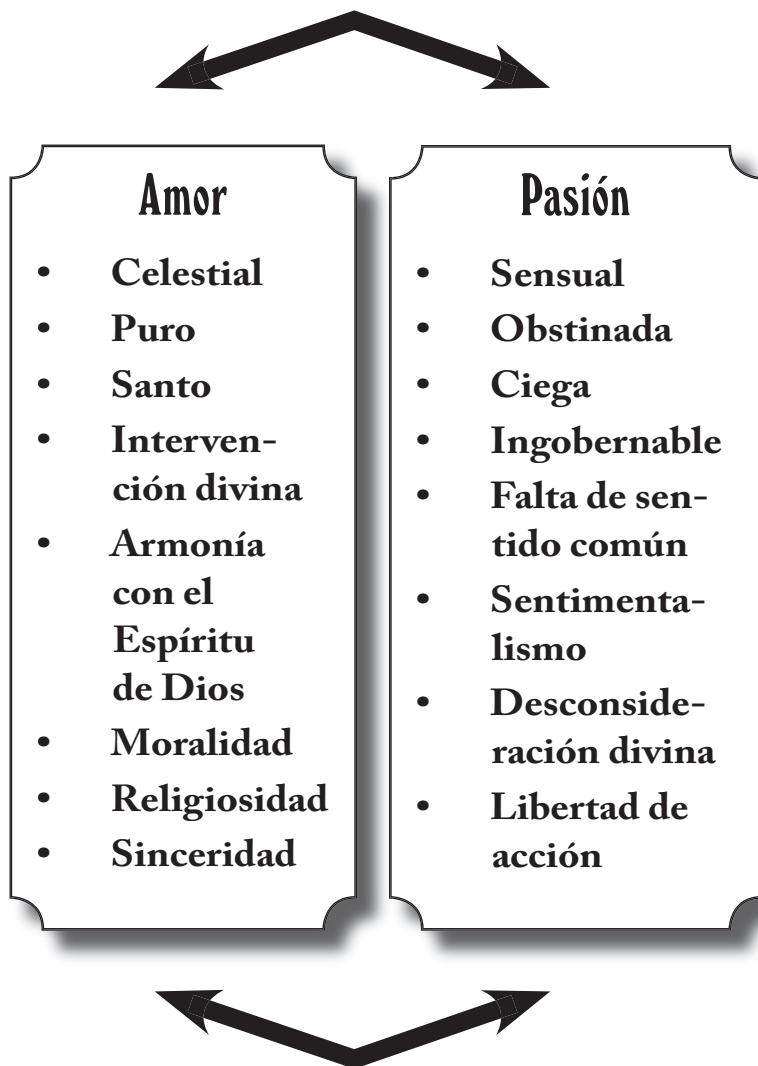 Amor
• Celestial
• Puro
• Santo
• Interven-
ción divina
• Armonía
con el
Espíritu
de Dios
• Moralidad
• Religiosidad
• Sinceridad
Pasión
• Sensual
• Obstinada
• Ciega
• Ingobernable
• Falta de sen-
tido común
• Sentimenta-
lismo
• Desconside-
ración divina
• Libertad de
acción